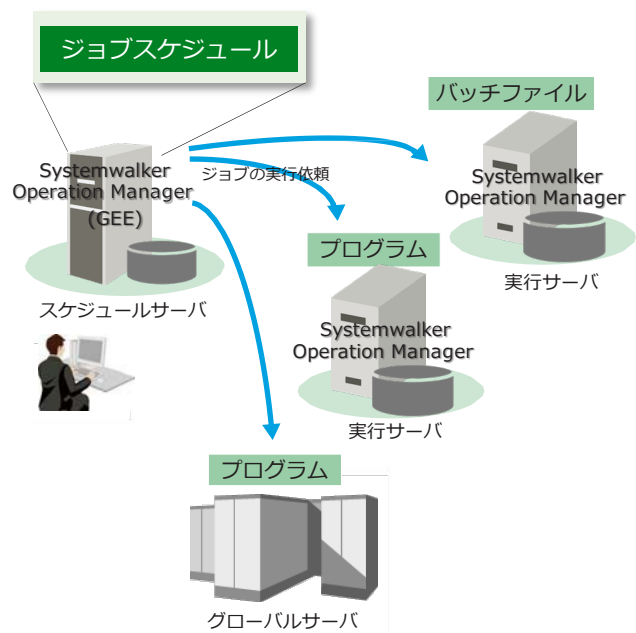 ジョブスケジュール
バッチファイル
Systemwalker
Operation Manager
(GEE)
ジョブの実行依頼
Systemwalker
Operation Manager
プログラム
実行サーバ
スケジュールサーバ
Systemwalker
Operation Manager
実行サーバ
プログラム
グローバルサーバ